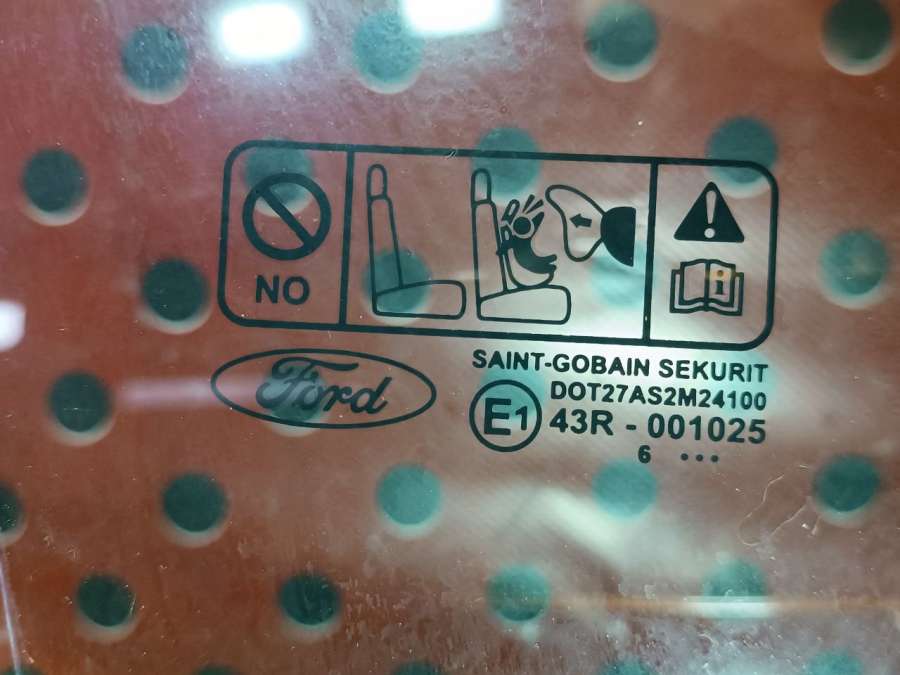 NO
i
Ford
SAINT-GOBAIN SEKURIT
DOT27AS2M24100
E1 43R - 001025
6 ...